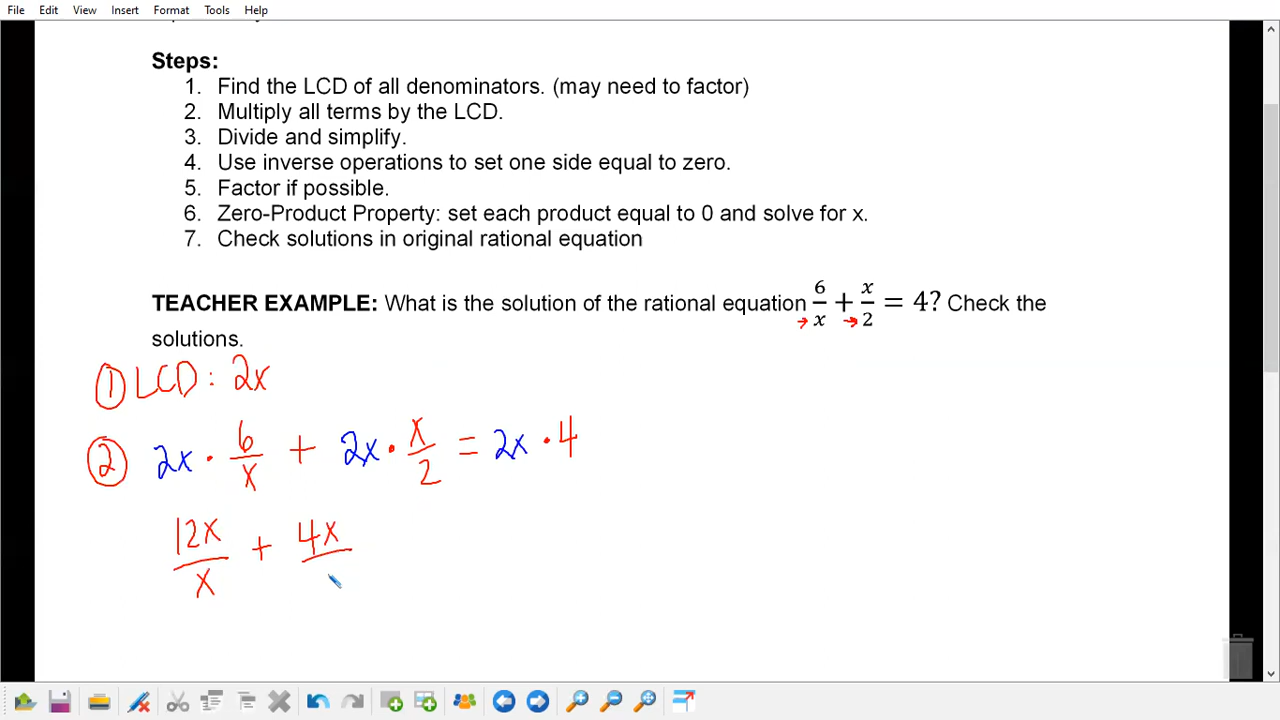 File Edit View Insert Format Tools Help
Steps:
1. Find the LCD of all denominators. (may need to factor)
2. Multiply all terms by the LCD.
3. Divide and simplify.
4. Use inverse operations to set one side equal to zero.
5. Factor if possible.
6. Zero-Product Property: set each product equal to 0 and solve for x.
7. Check solutions in original rational equation
TEACHER EXAMPLE: What is the solution of the rational equation 6/x + x/2 = 4? Check the
solutions.
① LCD: 2x
② 2x · 6/x + 2x · x/2 = 2x · 4
12x/x + 4x/